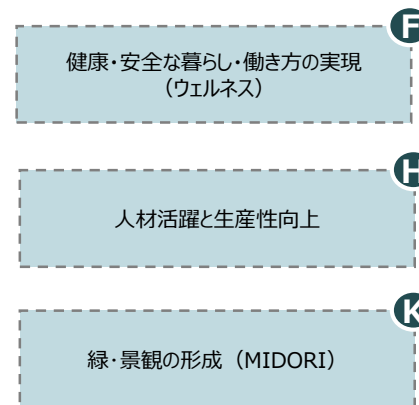 F
健康・安全な暮らし・働き方の実現
（ウェルネス）
H
人材活躍と生産性向上
K
緑・景観の形成（MIDORI）